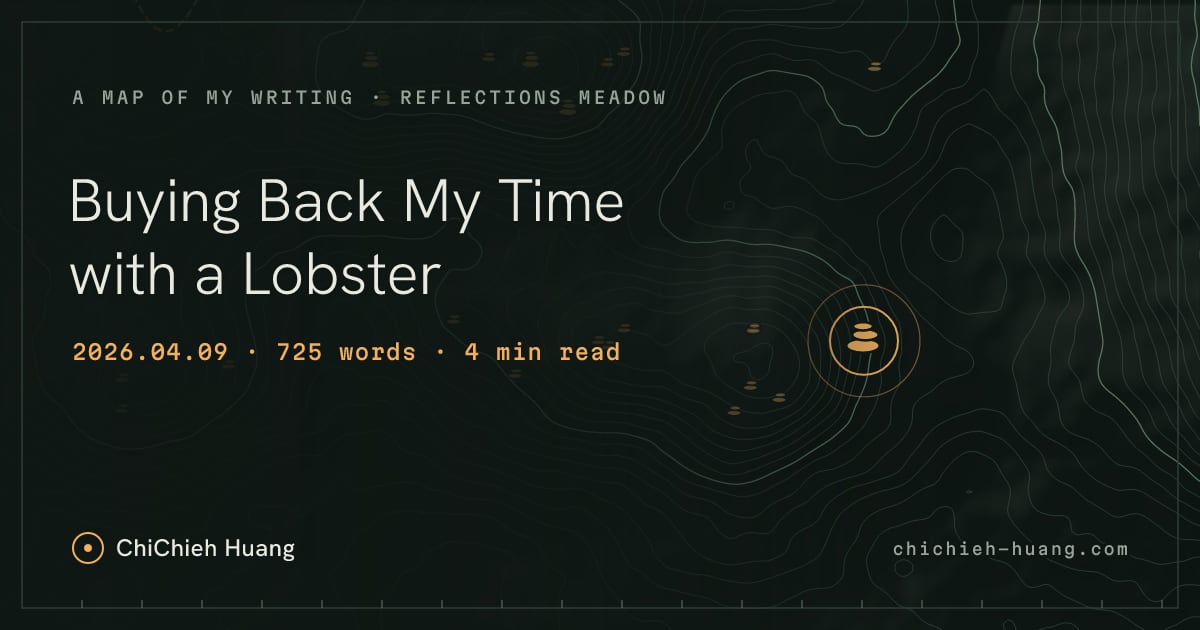 A MAP OF MY WRITING · REFLECTIONS MEADOW
Buying Back My Time
with a Lobster
2026.04.09 · 725 words · 4 min read
ChiChieh Huang
chichieh-huang.com